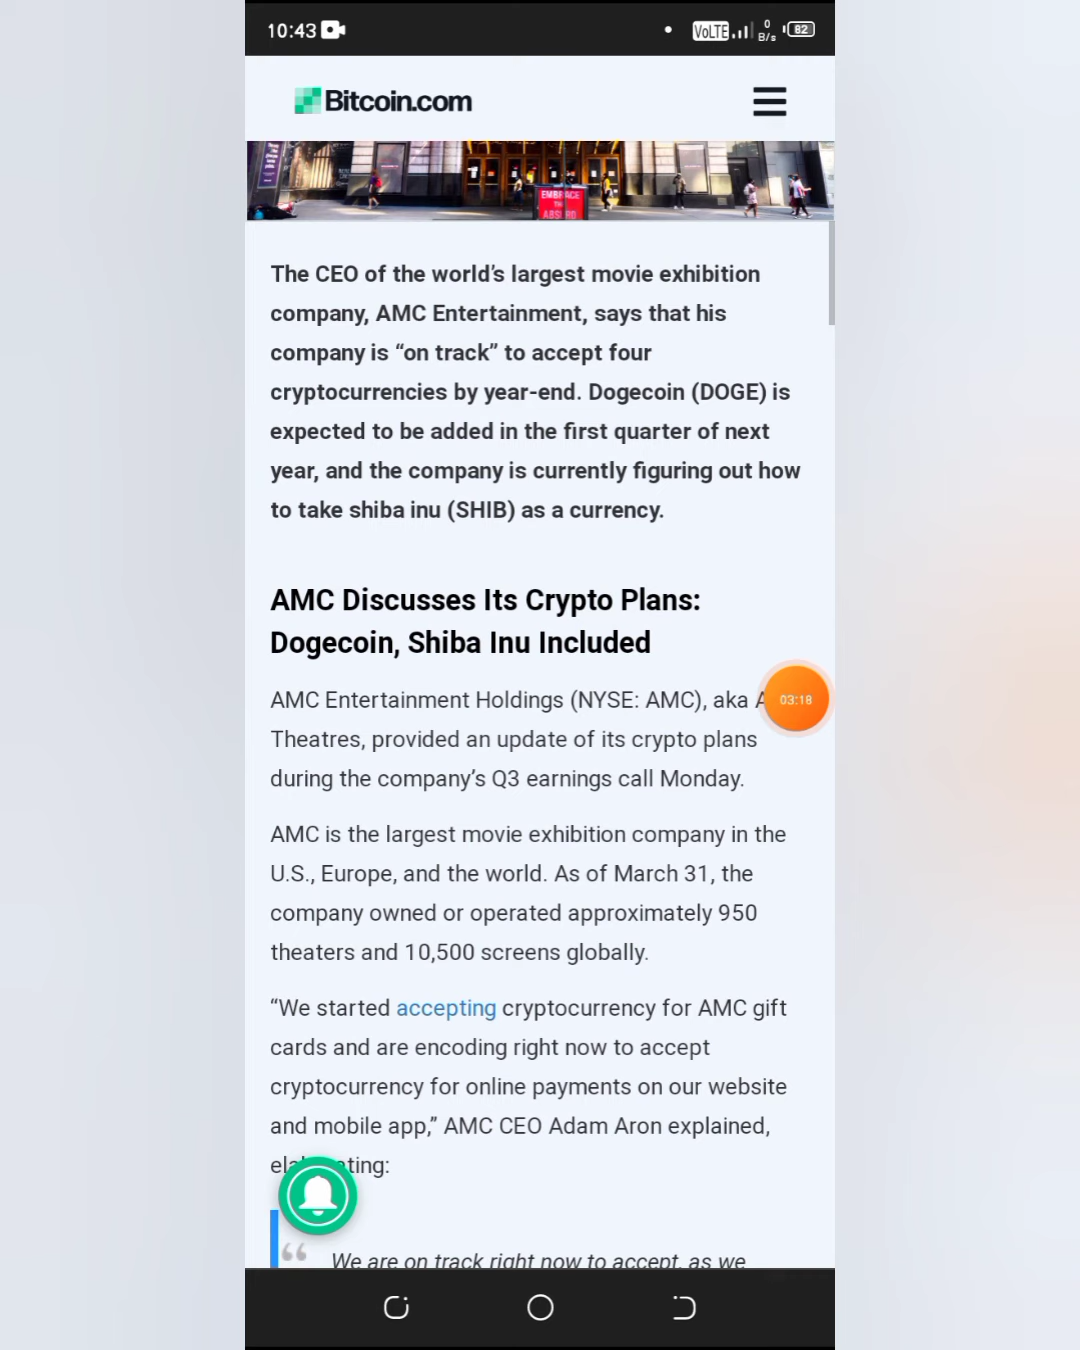 10:43
VoLTE
0
B/s
82
Bitcoin.com
EMBRACE
THE
ABSURD
The CEO of the world’s largest movie exhibition
company, AMC Entertainment, says that his
company is “on track” to accept four
cryptocurrencies by year-end. Dogecoin (DOGE) is
expected to be added in the first quarter of next
year, and the company is currently figuring out how
to take shiba inu (SHIB) as a currency.
AMC Discusses Its Crypto Plans:
Dogecoin, Shiba Inu Included
AMC Entertainment Holdings (NYSE: AMC), aka
03:18
Theatres, provided an update of its crypto plans
during the company’s Q3 earnings call Monday.
AMC is the largest movie exhibition company in the
U.S., Europe, and the world. As of March 31, the
company owned or operated approximately 950
theaters and 10,500 screens globally.
“We started accepting cryptocurrency for AMC gift
cards and are encoding right now to accept
cryptocurrency for online payments on our website
and mobile app,” AMC CEO Adam Aron explained,
elaborating:
“ We are on track right now to accept, as we